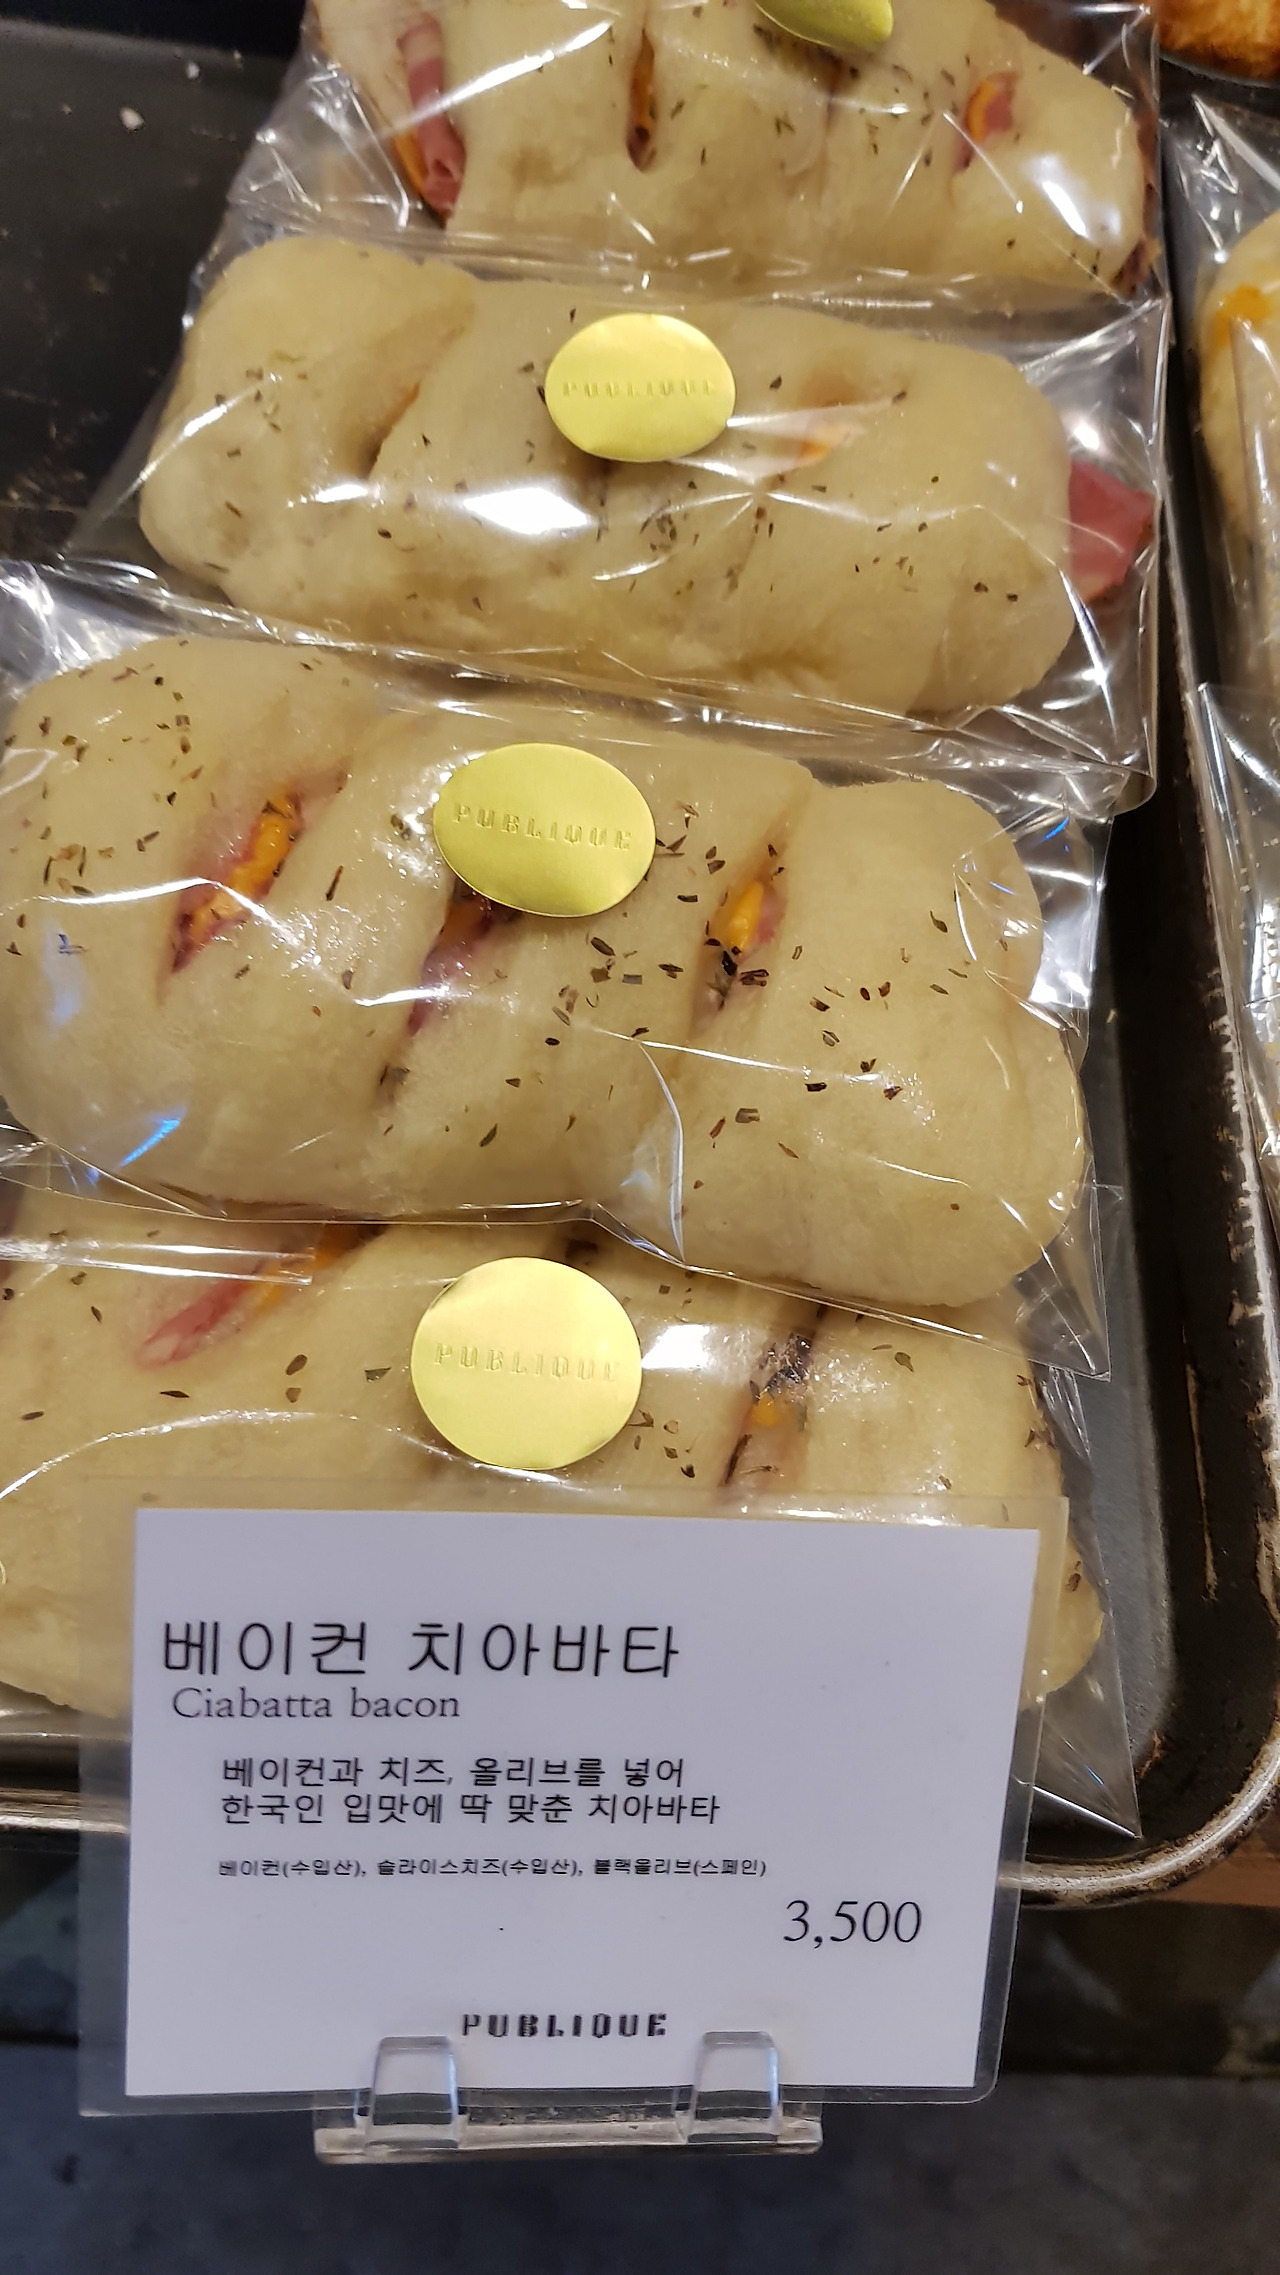 PUBLIQUE
PUBLIQUE
PUBLIQUE
베이컨 치아바타
Ciabatta bacon
베이컨과 치즈, 올리브를 넣어
한국인 입맛에 딱 맞춘 치아바타
베이컨(수입산), 슬라이스치즈(수입산), 블랙올리브(스페인)
3,500
PUBLIQUE